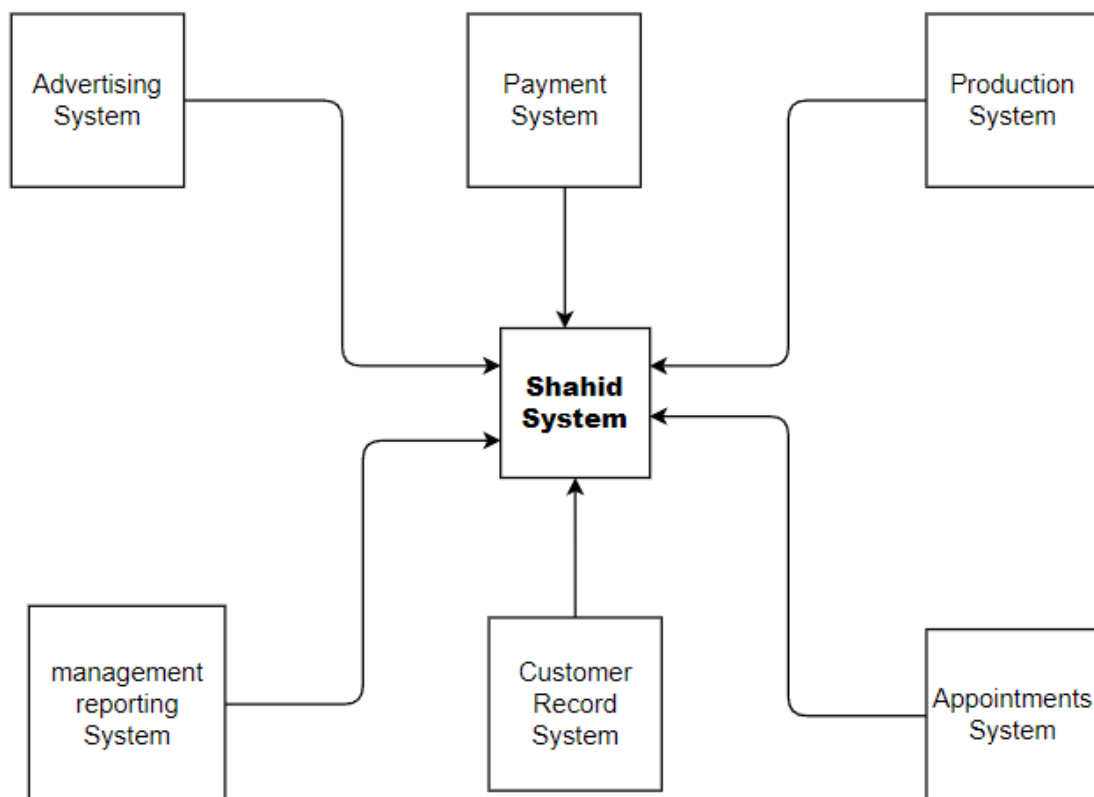 Advertising
System
Payment
System
Production
System
Shahid
System
management
reporting
System
Customer
Record
System
Appointments
System